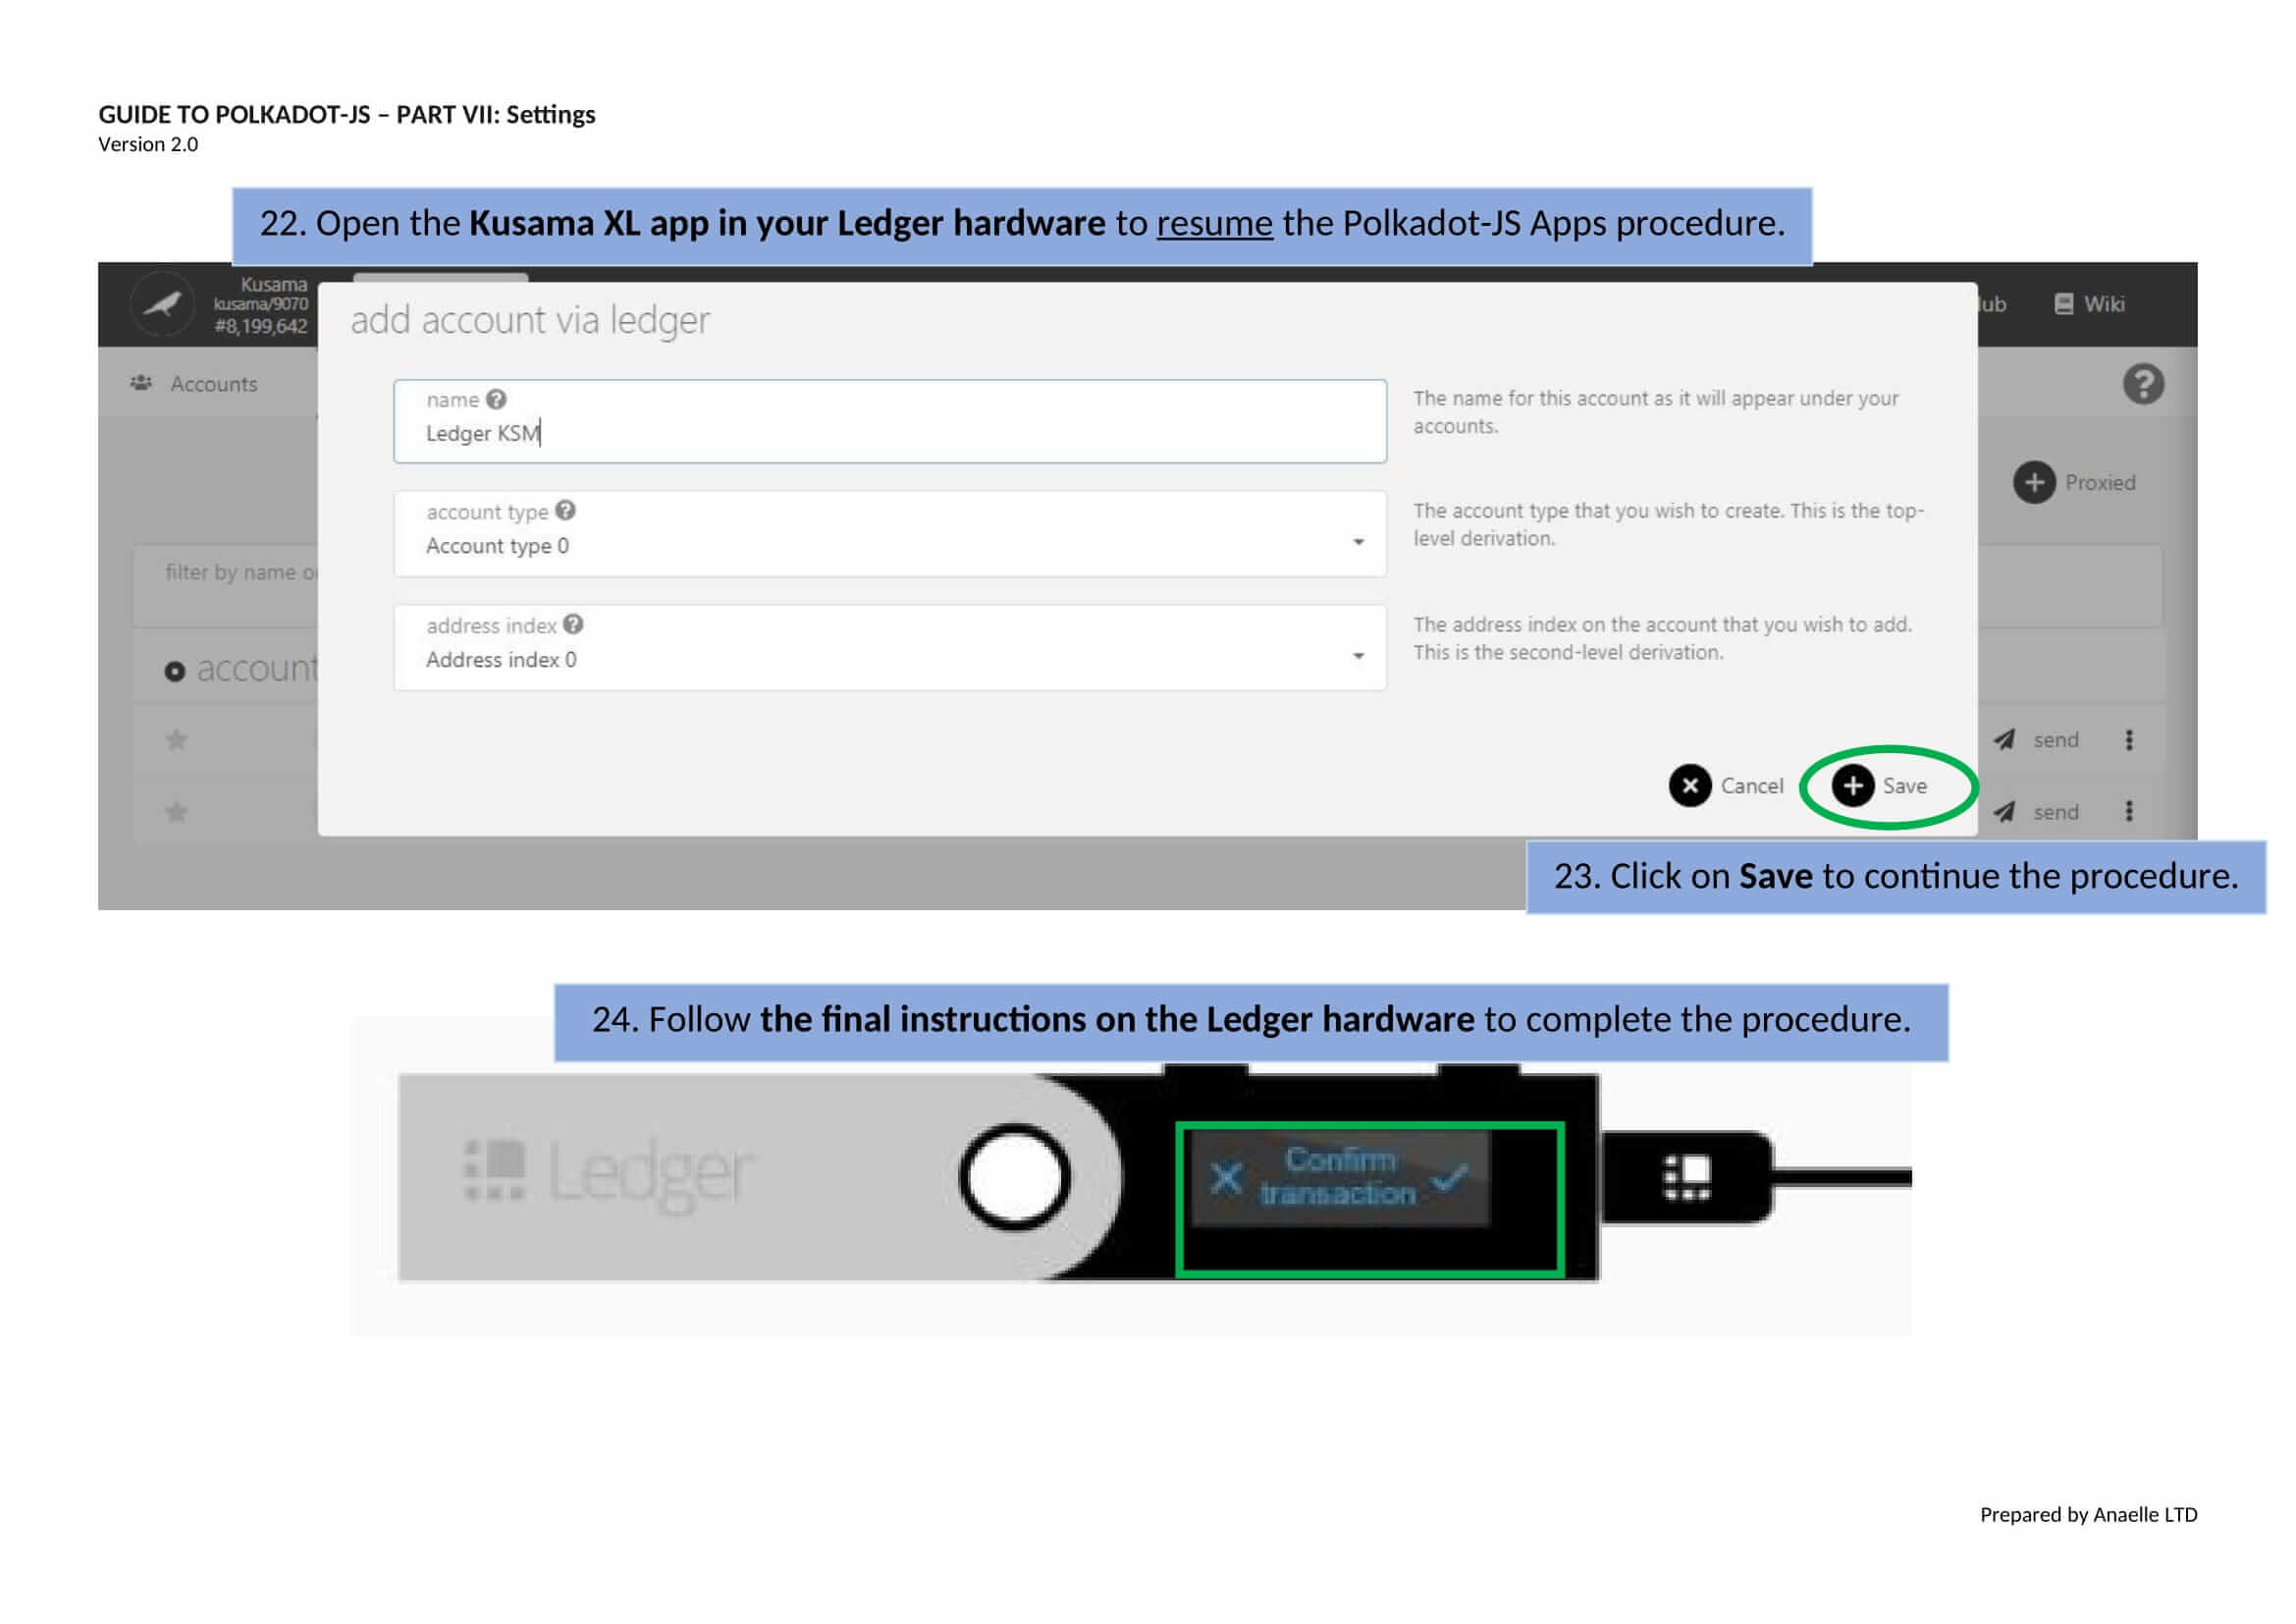 GUIDE TO POLKADOT-JS – PART VII: Settings
Version 2.0
22. Open the Kusama XL app in your Ledger hardware to resume the Polkadot-JS Apps procedure.
Kusama
kusama/9070
#8,199,642
lub
Wiki
add account via ledger
Accounts
name
Ledger KSM
The name for this account as it will appear under your
accounts.
Proxied
account type
Account type 0
The account type that you wish to create. This is the top-
level derivation.
filter by name o
address index
Address index 0
The address index on the account that you wish to add.
This is the second-level derivation.
account
send
Cancel
Save
send
23. Click on Save to continue the procedure.
24. Follow the final instructions on the Ledger hardware to complete the procedure.
Ledger
Confirm
transaction
Prepared by Anaelle LTD